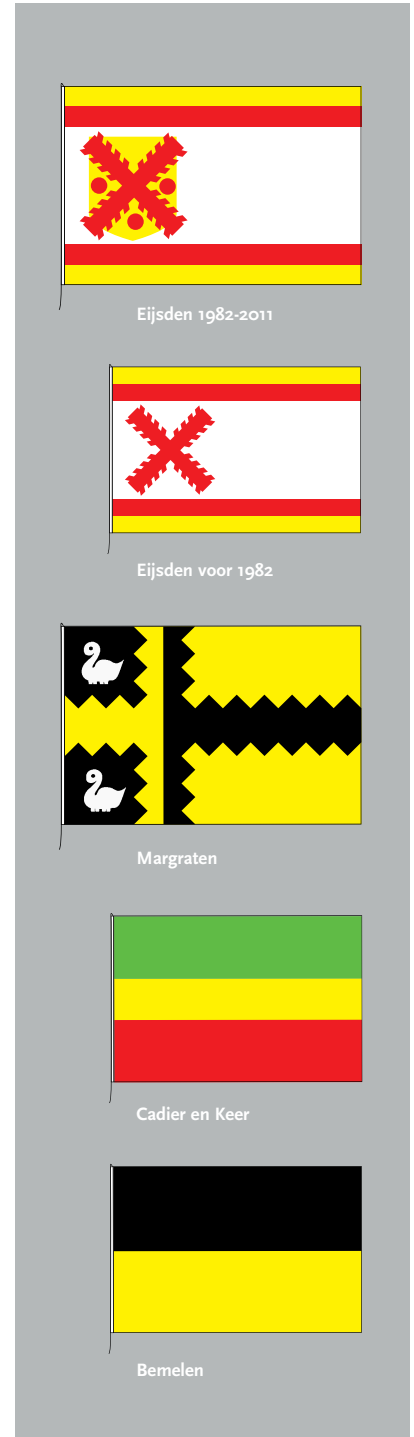 Eijsden 1982-2011
Eijsden voor 1982
Margraten
Cadier en Keer
Bemelen